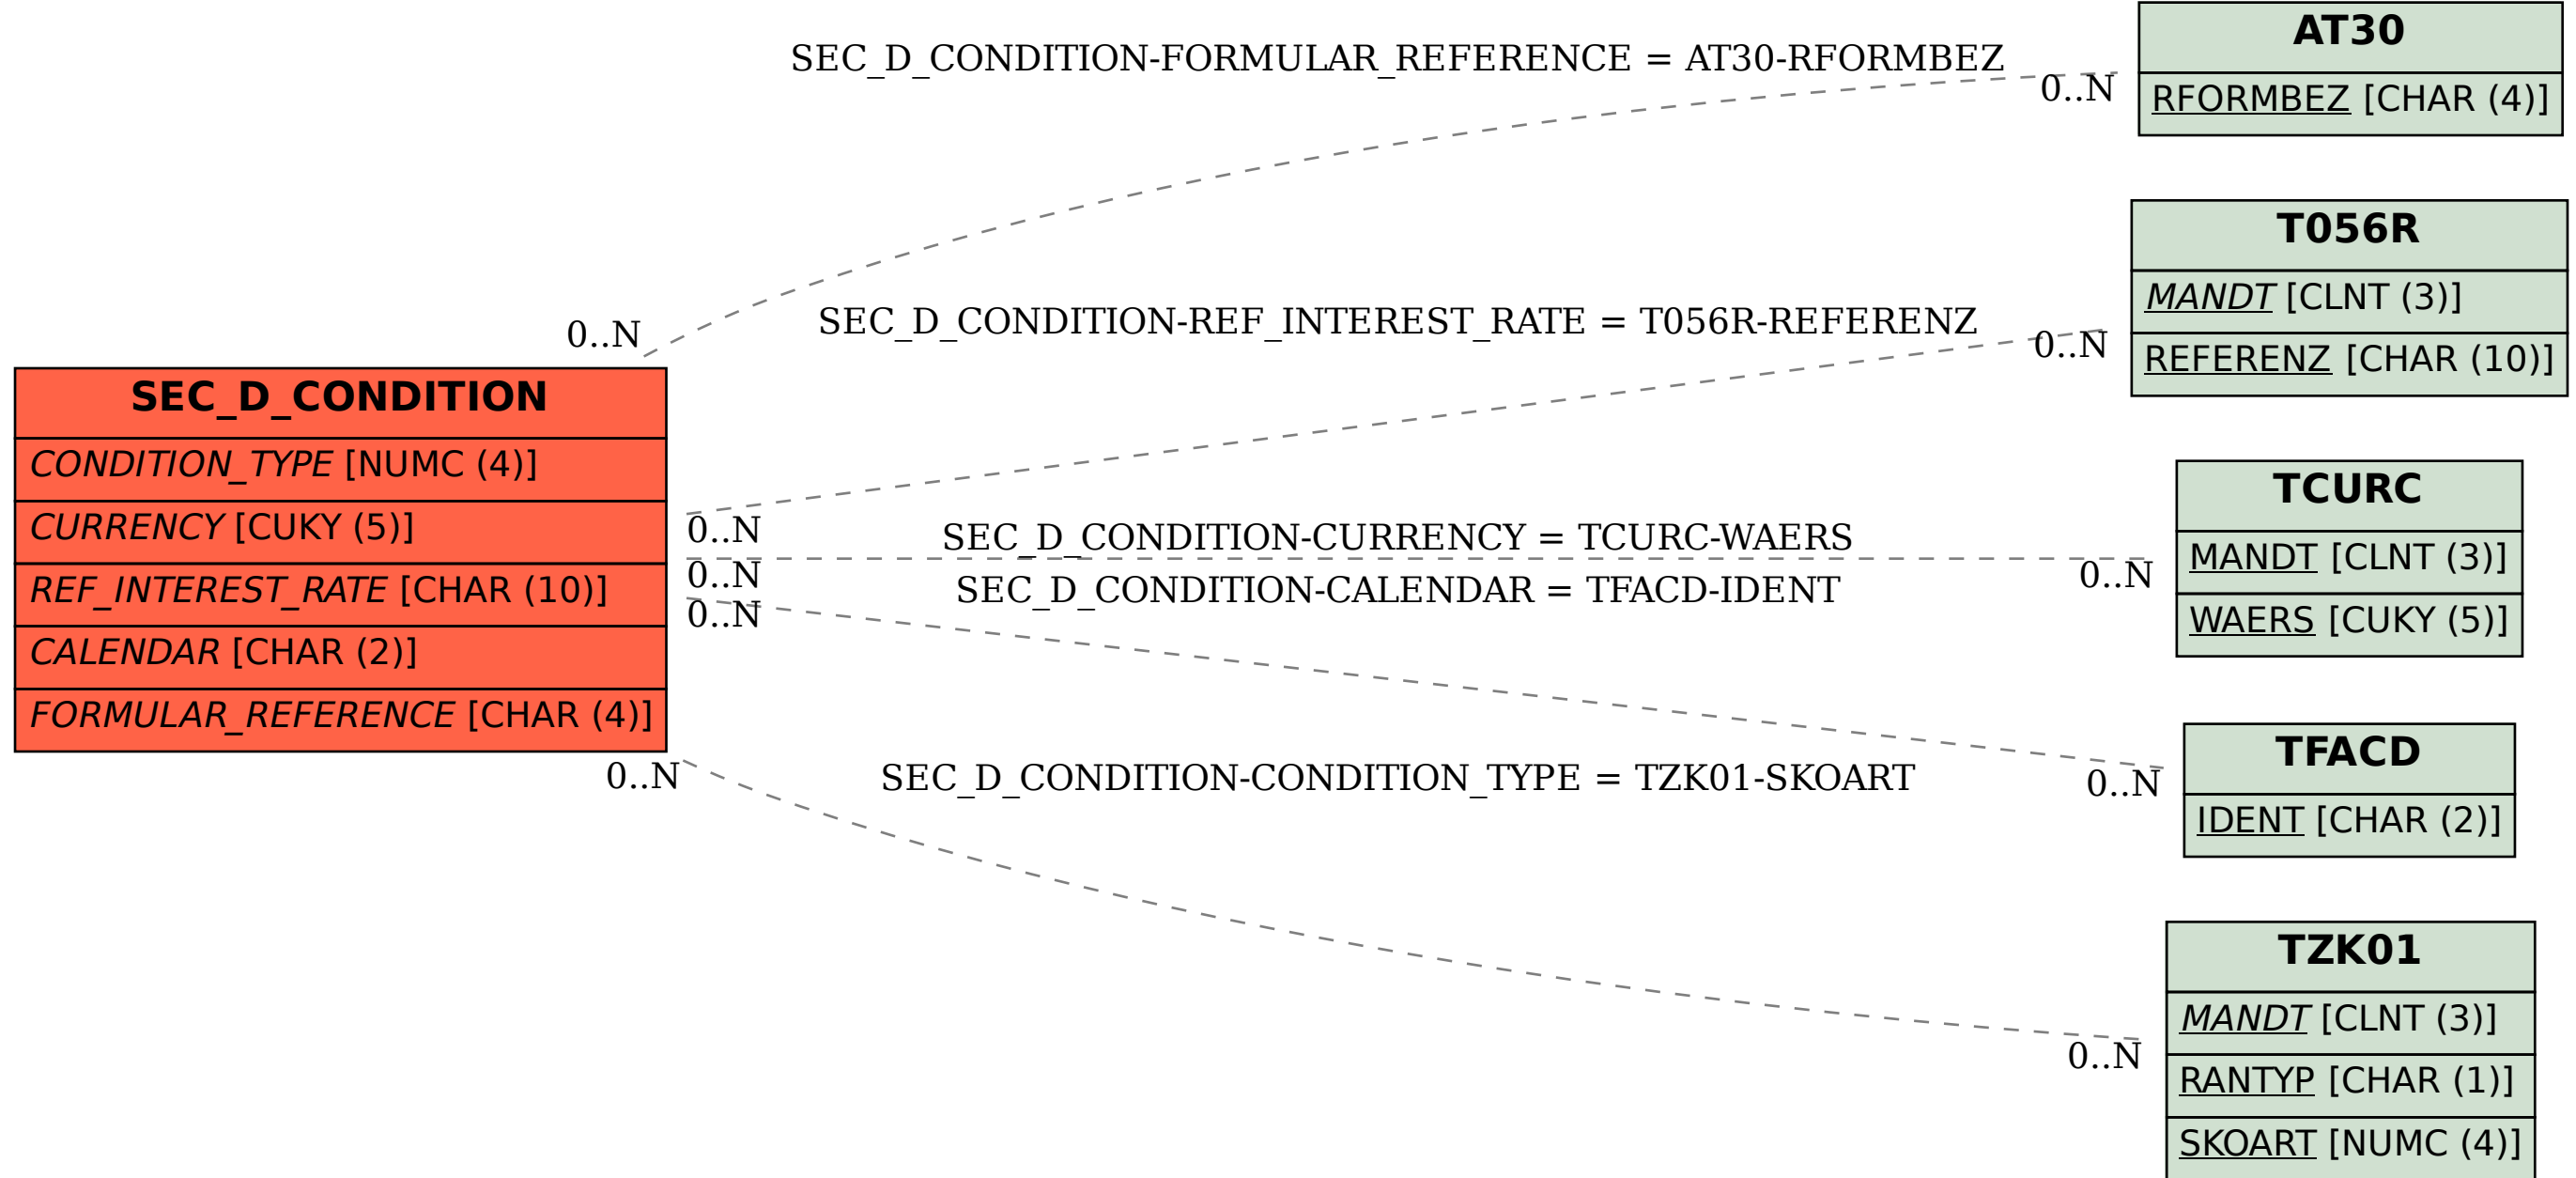 AT30
RFORMBEZ [CHAR (4)]
SEC_D_CONDITION-FORMULAR_REFERENCE = AT30-RFORMBEZ
0..N
0..N
T056R
MANDT [CLNT (3)]
REFERENZ [CHAR (10)]
SEC_D_CONDITION-REF_INTEREST_RATE = T056R-REFERENZ
0..N
0..N
SEC_D_CONDITION
CONDITION_TYPE [NUMC (4)]
CURRENCY [CUKY (5)]
REF_INTEREST_RATE [CHAR (10)]
CALENDAR [CHAR (2)]
FORMULAR_REFERENCE [CHAR (4)]
TCURC
MANDT [CLNT (3)]
WAERS [CUKY (5)]
SEC_D_CONDITION-CURRENCY = TCURC-WAERS
0..N
0..N
SEC_D_CONDITION-CALENDAR = TFACD-IDENT
0..N
0..N
TFACD
IDENT [CHAR (2)]
SEC_D_CONDITION-CONDITION_TYPE = TZK01-SKOART
0..N
0..N
TZK01
MANDT [CLNT (3)]
RANTYP [CHAR (1)]
SKOART [NUMC (4)]